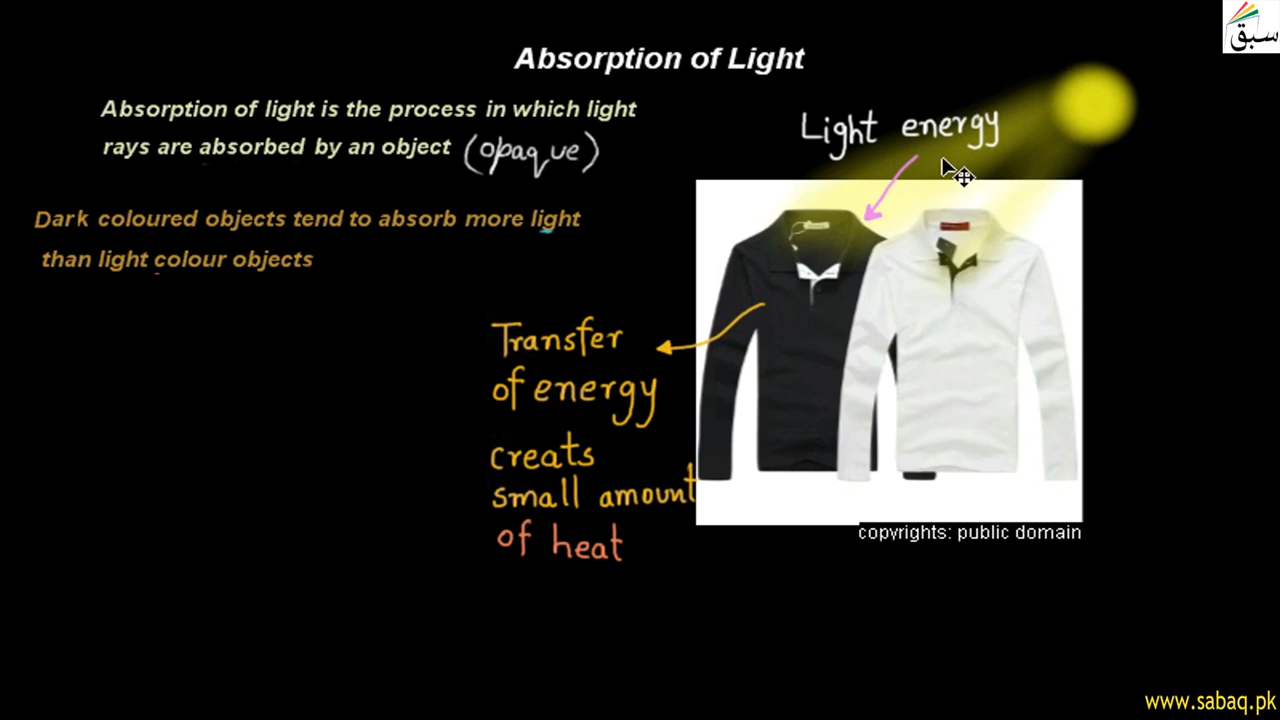 سبق
Absorption of Light
Absorption of light is the process in which light
rays are absorbed by an object (opaque)
Light energy
Dark coloured objects tend to absorb more light
than light colour objects
Transfer
of energy
creats
small amount
of heat
copyrights: public domain
www.sabaq.pk